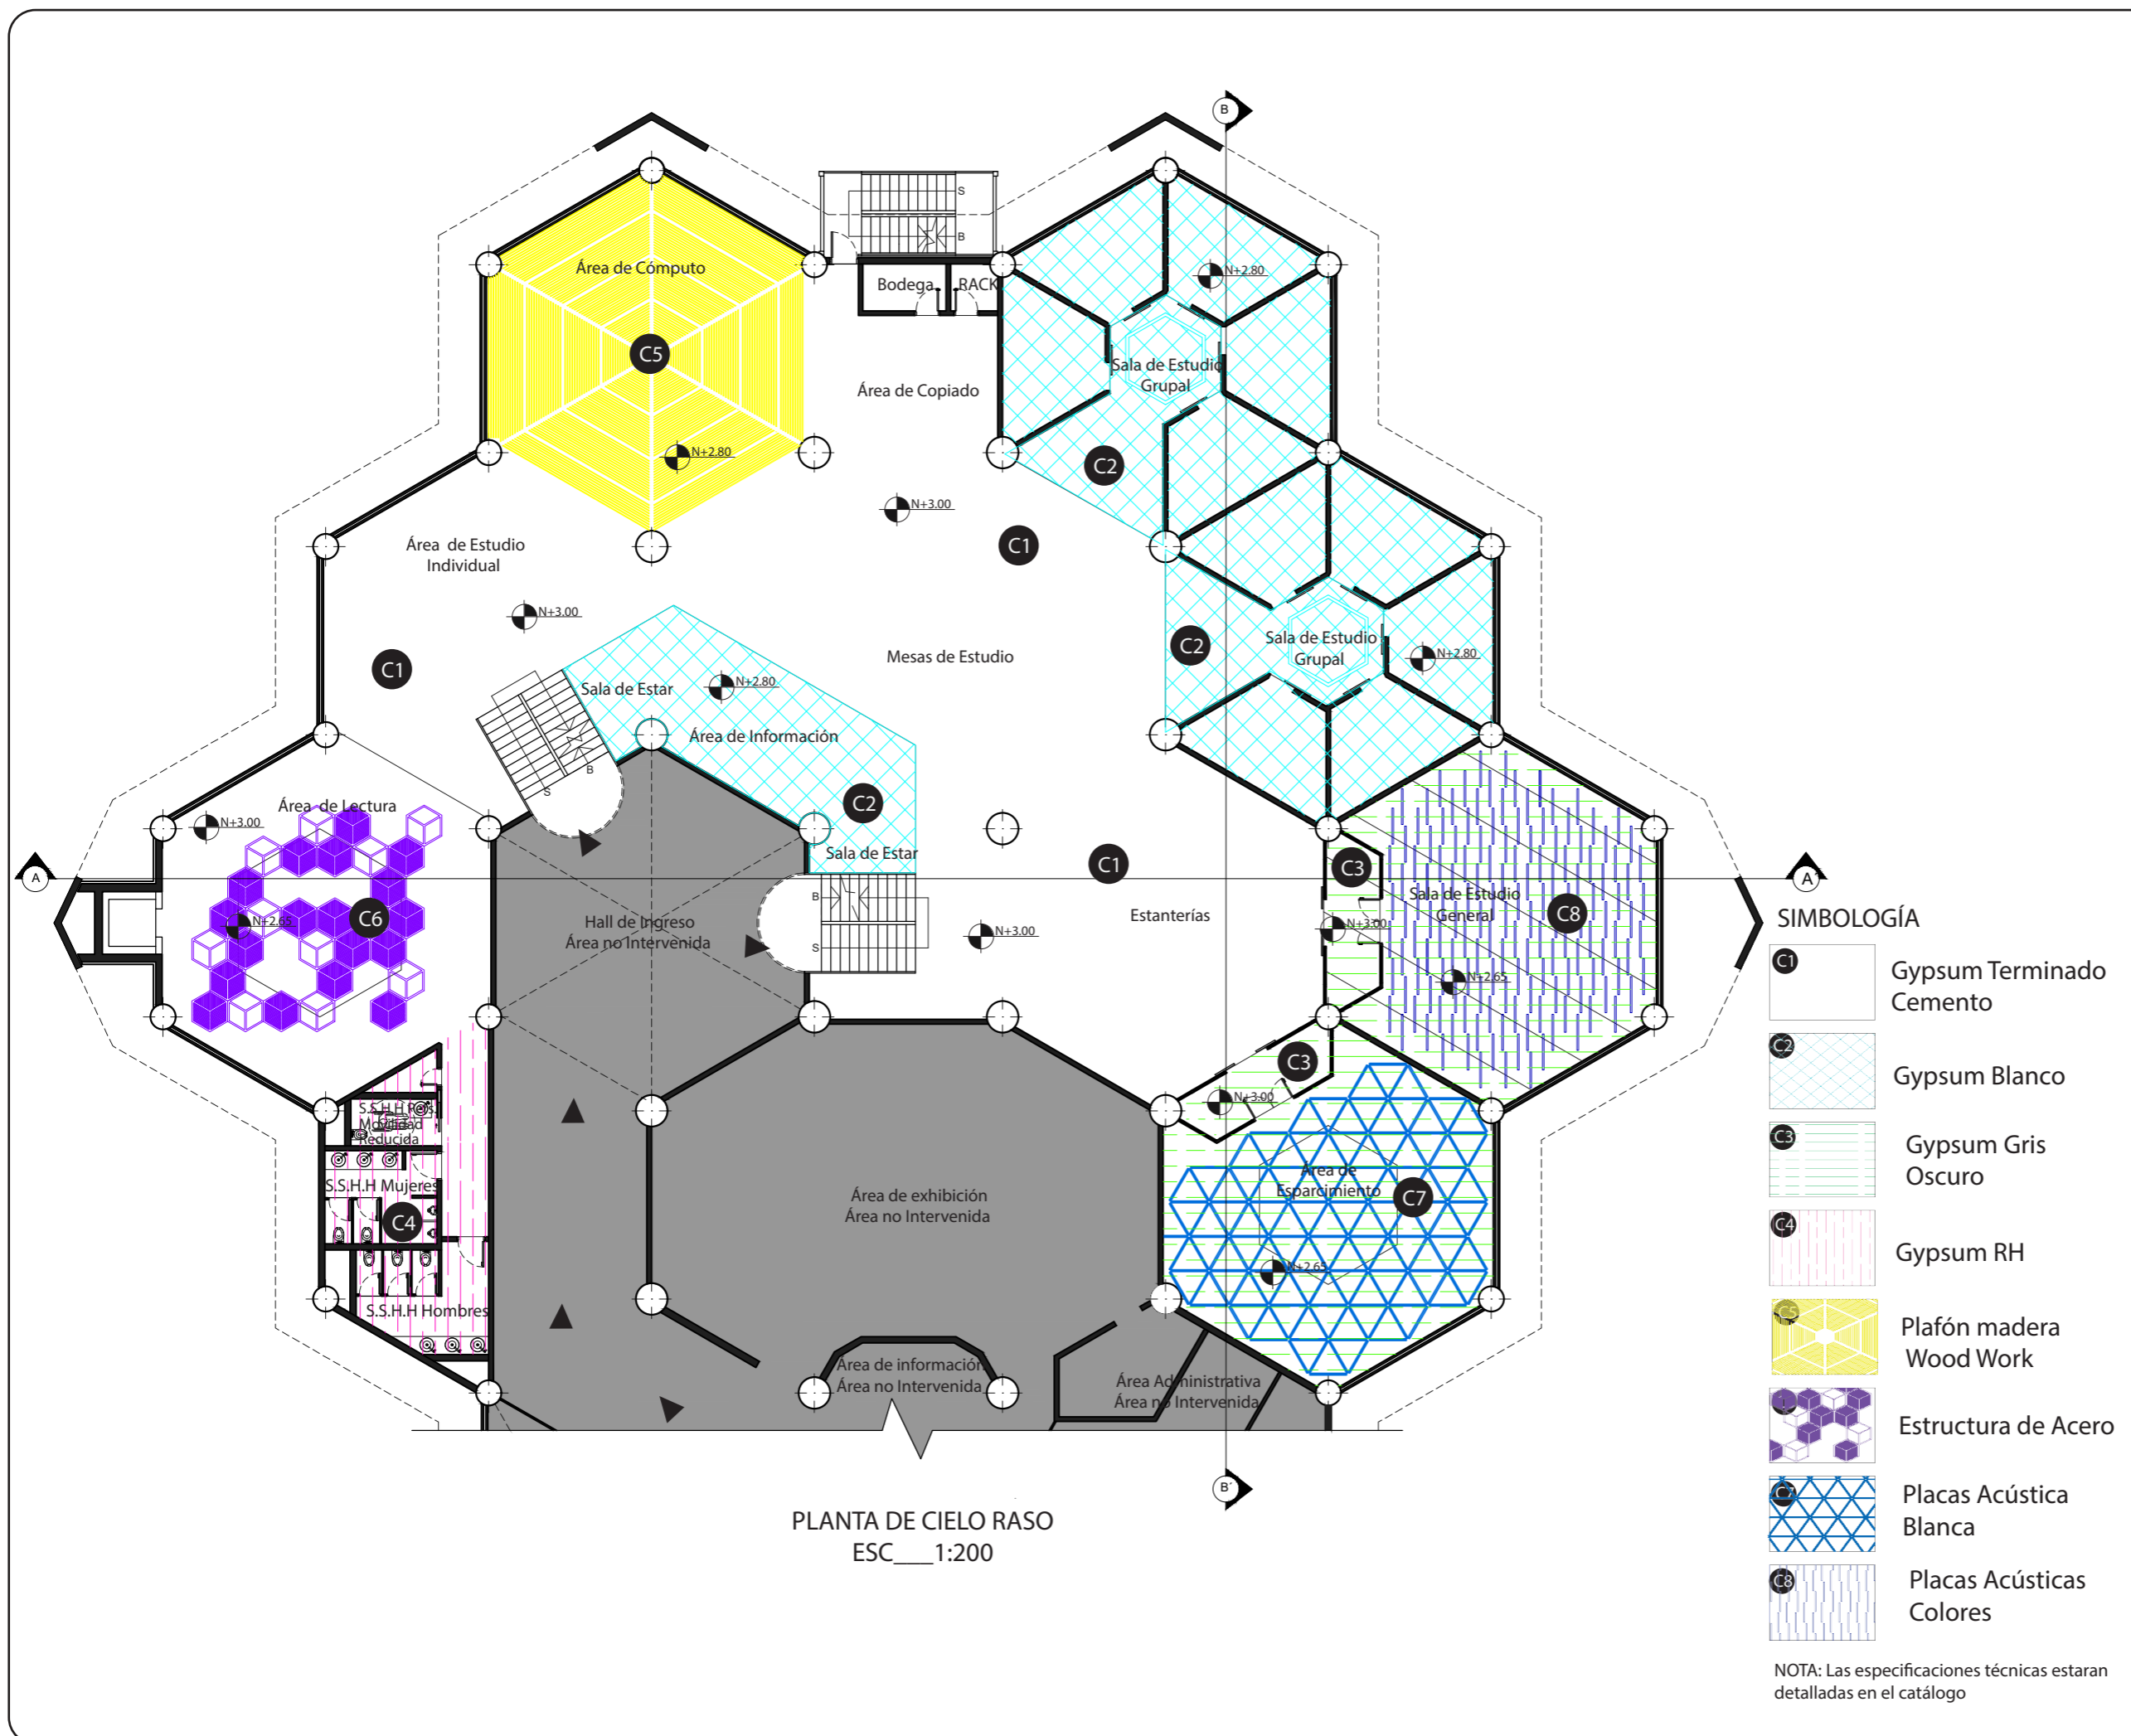 B
S
B
Área de Cómputo
N+2.80
Bodega
RACK
C5
Sala de Estudio
Grupal
Área de Copiado
N+2.80
C2
N+3.00
C1
Área  de Estudio
Individual
N+3.00
C1
Mesas de Estudio
Sala de Estudio
Grupal
C2
N+2.80
Sala de Estar
N+2.80
Área de Información
B
S
C2
Área  de Lectura
N+3.00
Sala de Estar
C1
C3
A
A´
Sala de Estudio
General
C8
B
S
Estanterías
C6
N+2.65
Hall de Ingreso
Área no Intervenida
N+3.00
N+3.00
N+2.65
C3
N+3.00
S.S.H.H Pers.
Movilidad
Reducida
S.S.H.H Mujeres
C4
Área de exhibición
Área no Intervenida
Área de
Esparcimiento
C7
N+2.65
S.S.H.H Hombres
Área de información
Área no Intervenida
Área Administrativa
Área no Intervenida
B´
PLANTA DE CIELO RASO
ESC___1:200
SIMBOLOGÍA
C1
Gypsum Terminado
Cemento
C2
Gypsum Blanco
C3
Gypsum Gris
Oscuro
C4
Gypsum RH
C5
Plafón madera
Wood Work
Estructura de Acero
C7
Placas Acústica
Blanca
C8
Placas Acústicas
Colores
NOTA: Las especificaciones técnicas estaran
detalladas en el catálogo